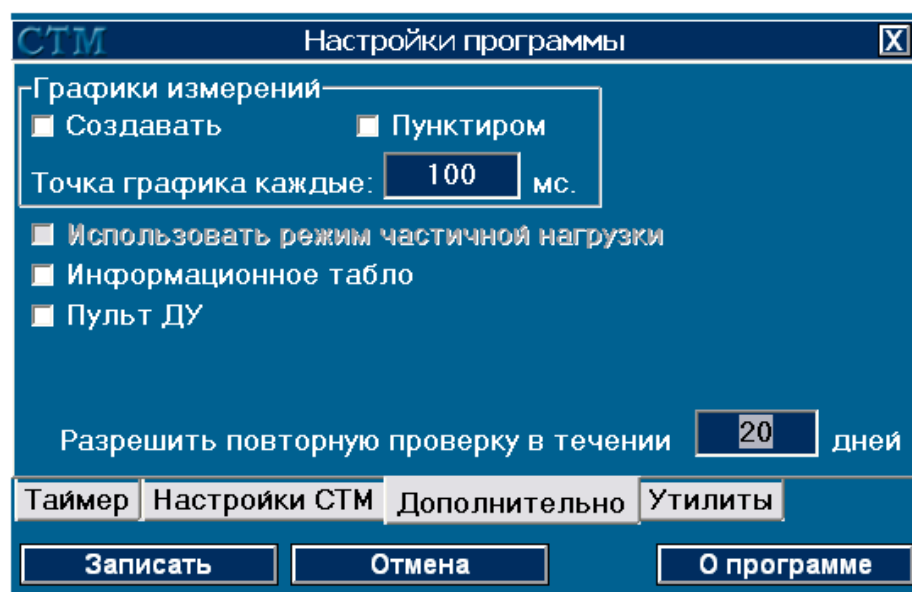 СТМ Настройки программы X
Графики измерений
Создавать Пунктиром
Точка графика каждые: 100 мс.
Использовать режим частичной нагрузки
Информационное табло
Пульт ДУ
Разрешить повторную проверку в течении 20 дней
Таймер Настройки СТМ Дополнительно Утилиты
Записать Отмена О программе